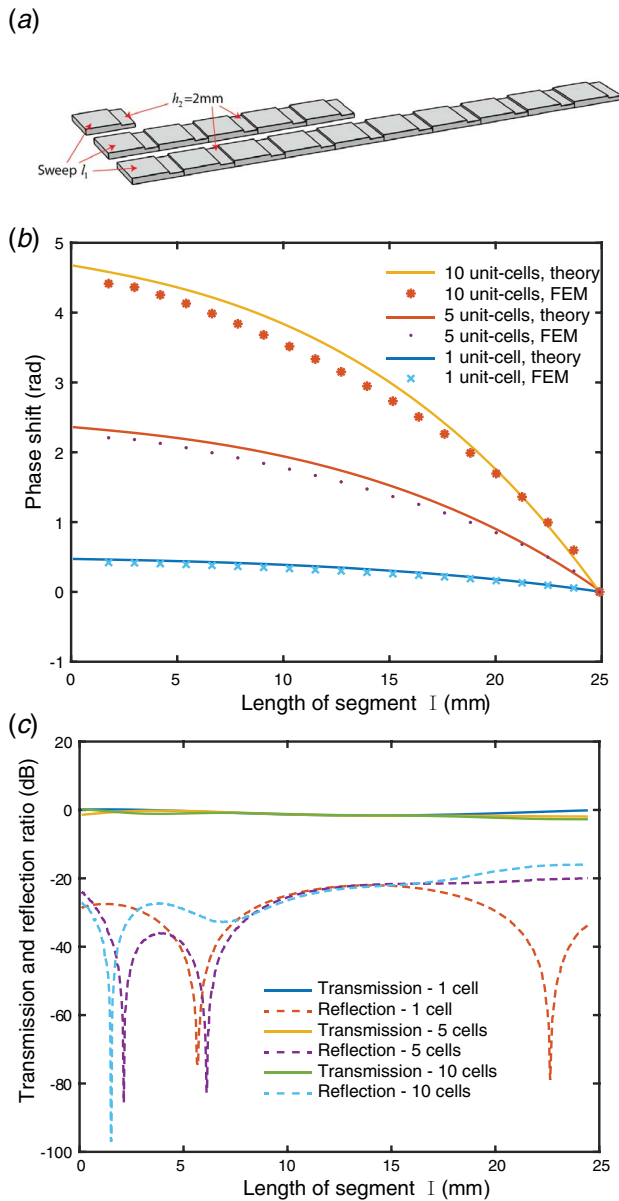 (a)
h2=2mm
Sweep l1
(b)
5
4
3
2
1
0
-1
Phase shift (rad)
10 unit-cells, theory
10 unit-cells, FEM
5 unit-cells, theory
5 unit-cells, FEM
1 unit-cell, theory
1 unit-cell, FEM
0 5 10 15 20 25
Length of segment I (mm)
(c)
20
0
-20
-40
-60
-80
-100
Transmission and reflection ratio (dB)
Transmission - 1 cell
Reflection - 1 cell
Transmission - 5 cells
Reflection - 5 cells
Transmission - 10 cells
Reflection - 10 cells
0 5 10 15 20 25
Length of segment I (mm)